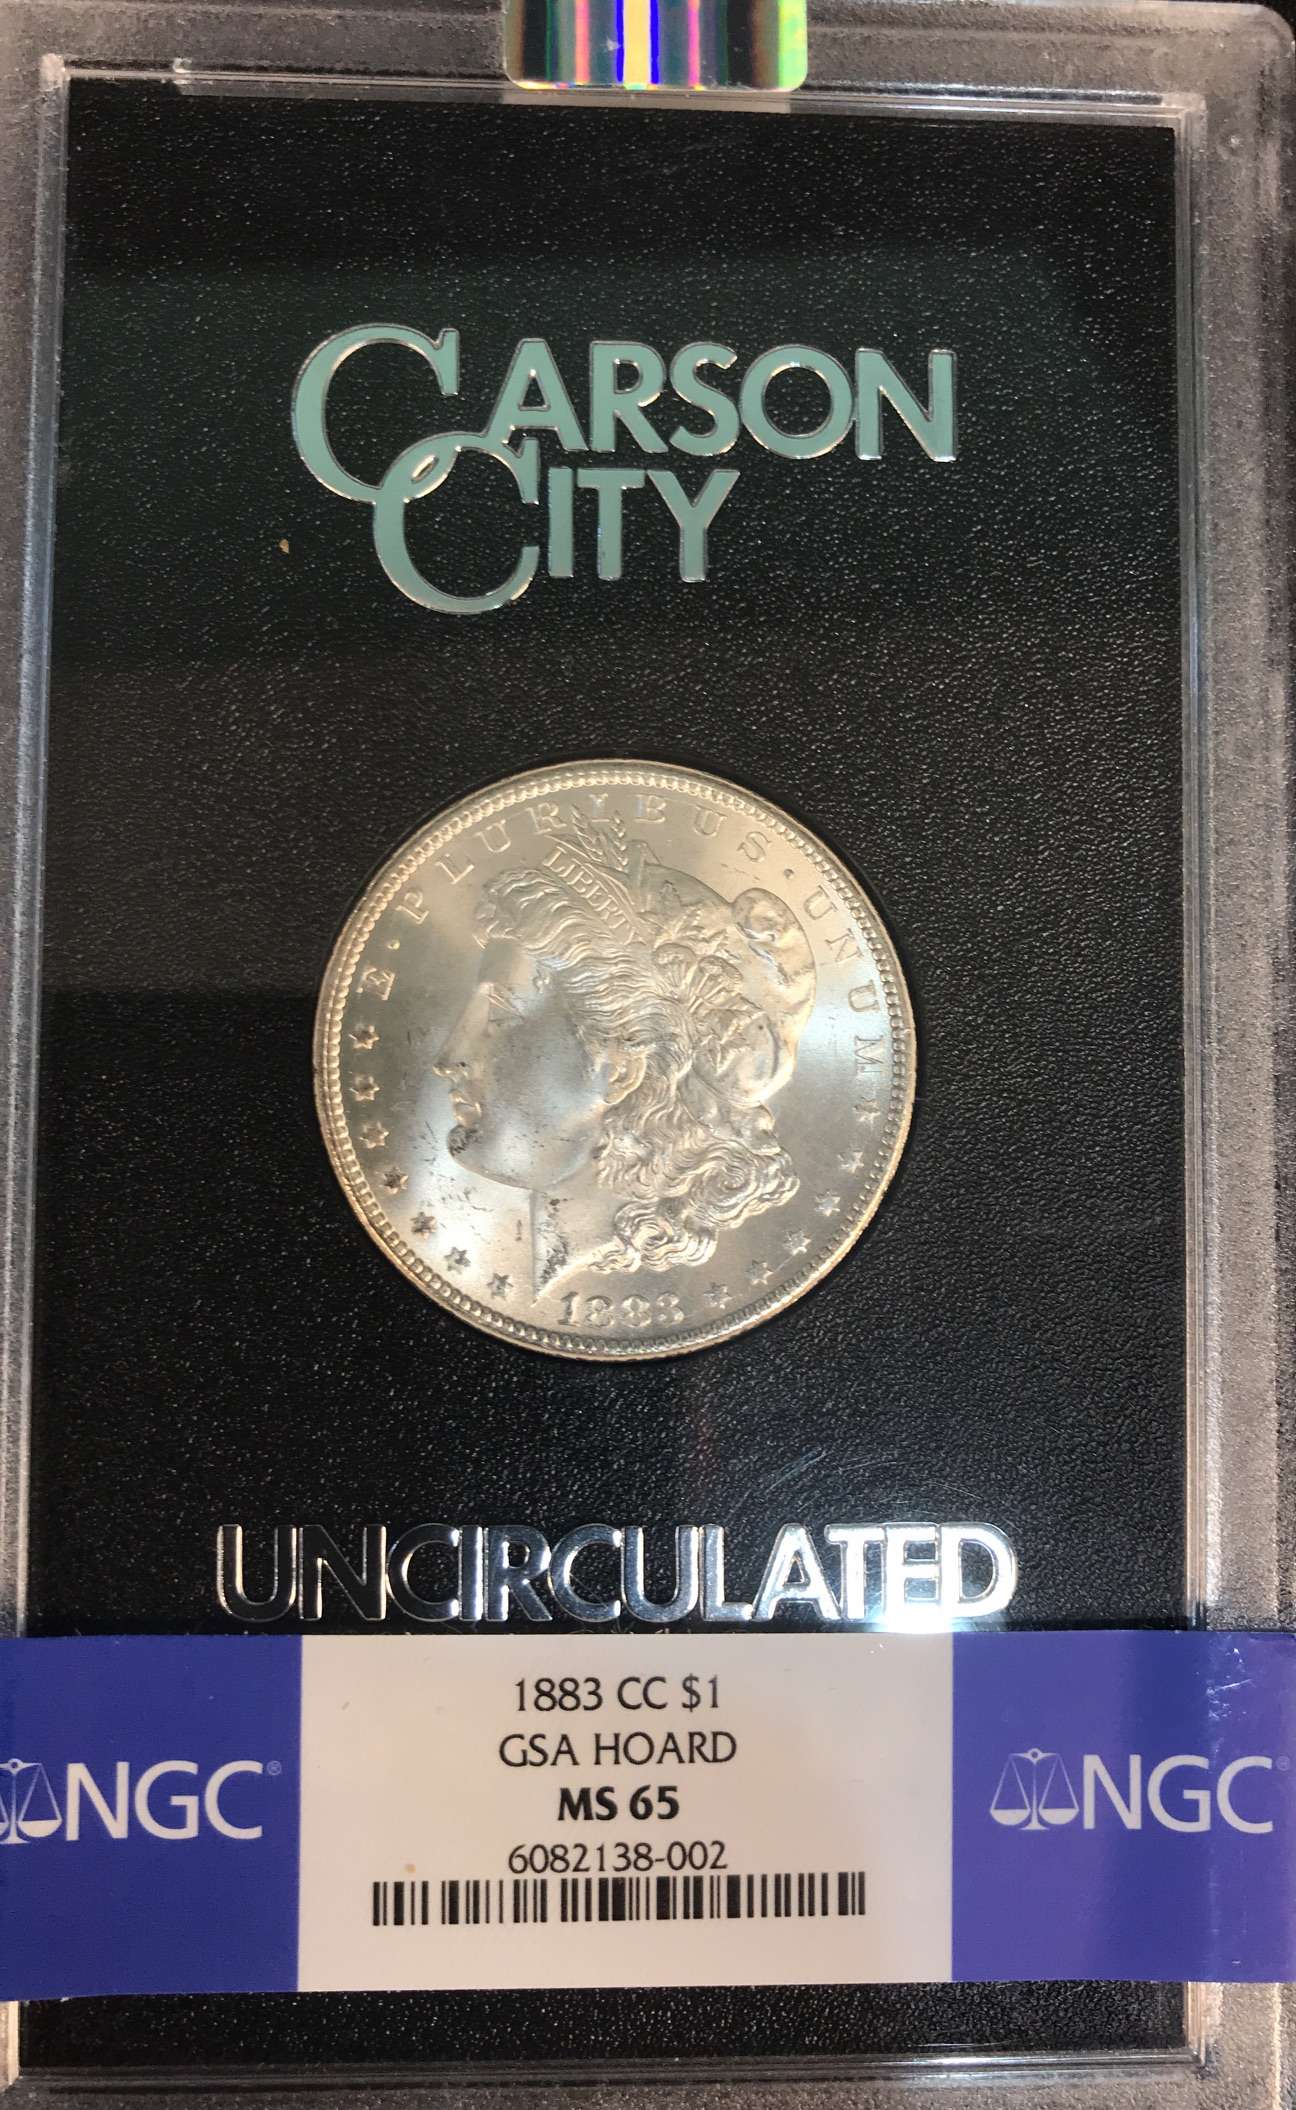 CARSON
CITY
E · PLURIBUS · UNUM
LIBERTY
1883
UNCIRCULATED
NGC®
1883 CC $1
GSA HOARD
MS 65
6082138-002
NGC®